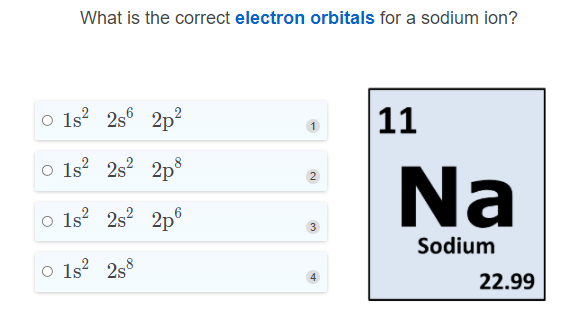 What is the correct electron orbitals for a sodium ion?
1s² 2s⁶ 2p² 1
1s² 2s² 2p⁸ 2
1s² 2s² 2p⁶ 3
1s² 2s⁸ 4
11
Na
Sodium
22.99